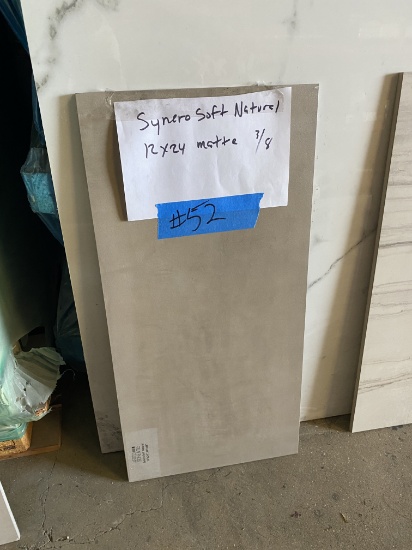 Synero Soft Natural
12x24 matte 3/8
#52